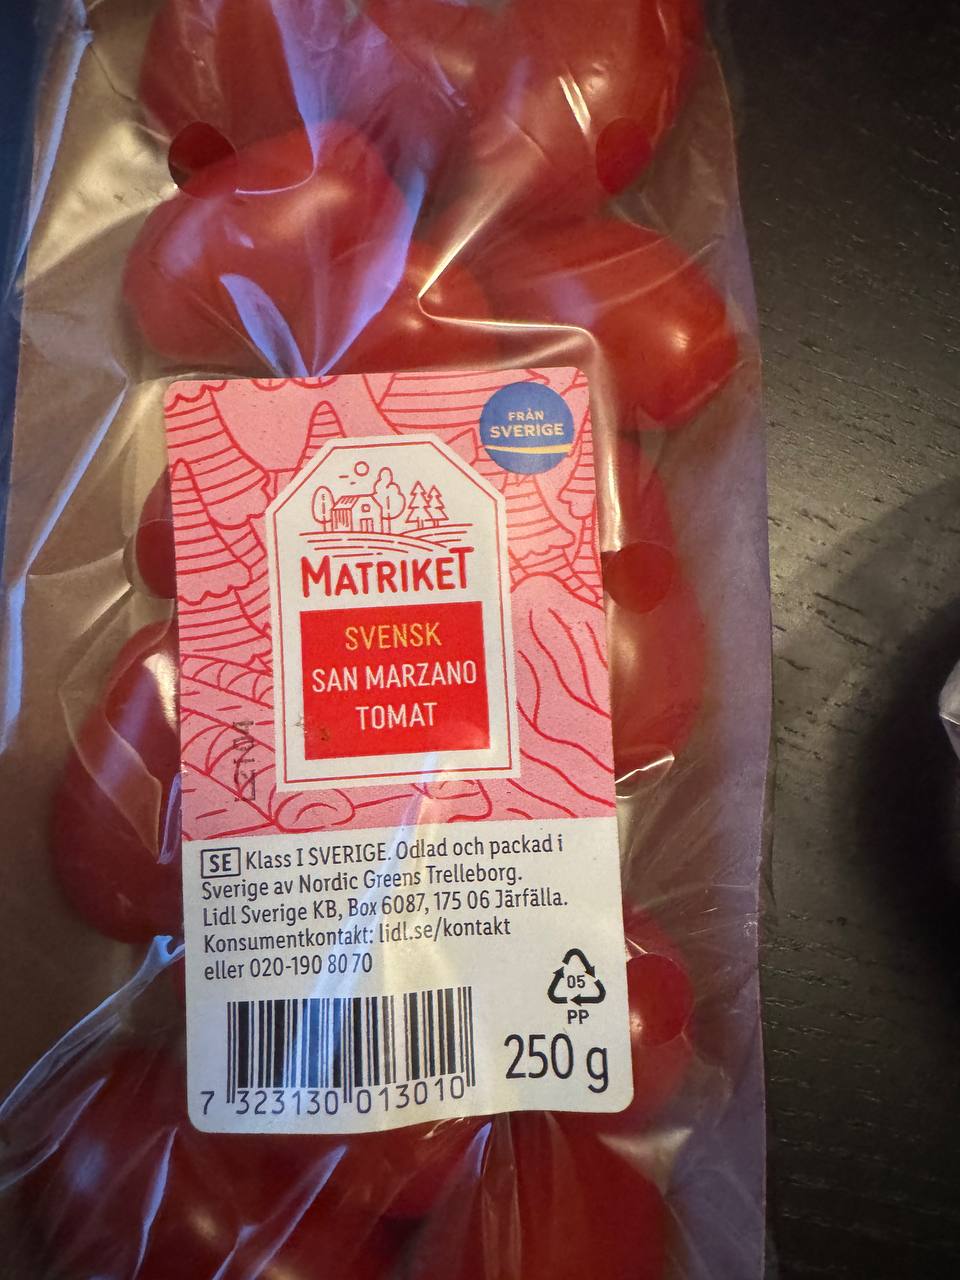 FRÅN
SVERIGE
MATRIKET
SVENSK
SAN MARZANO
TOMAT
L2104
SE Klass I SVERIGE. Odlad och packad i
Sverige av Nordic Greens Trelleborg.
Lidl Sverige KB, Box 6087, 175 06 Järfälla.
Konsumentkontakt: lidl.se/kontakt
eller 020-190 80 70
05
PP
250 g
7 323130 013010